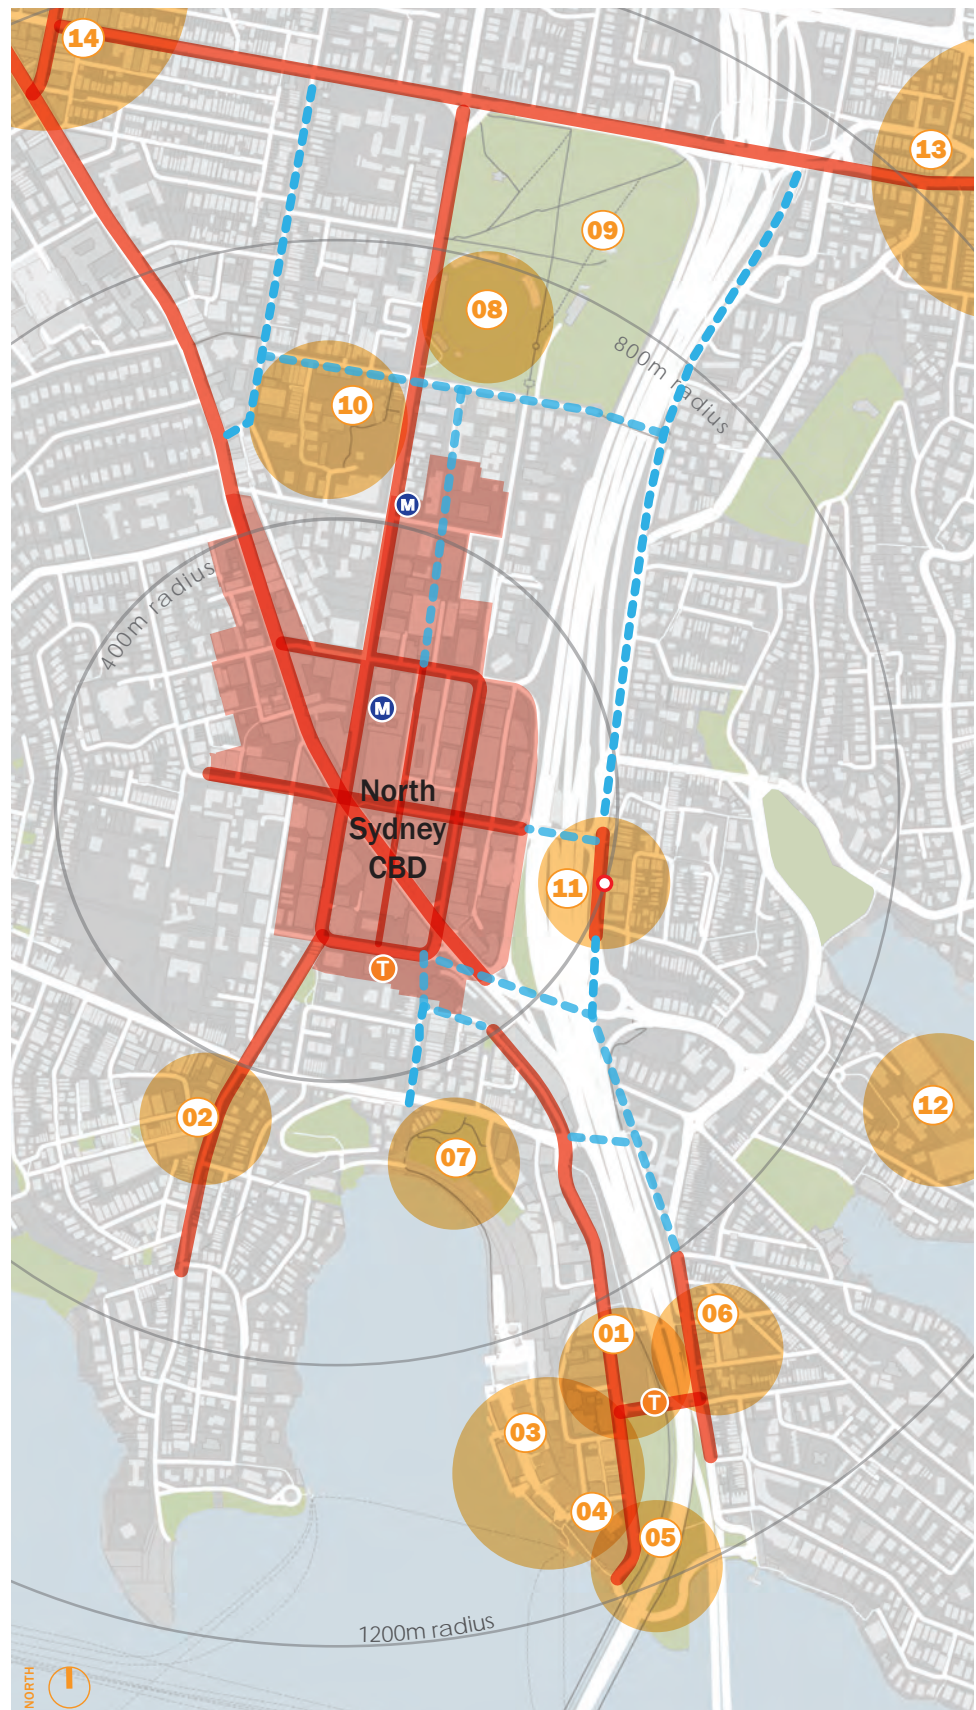 14
13
09
08
800m radius
10
M
400m radius
M
North
Sydney
CBD
11
T
02
12
07
06
01
T
03
04
05
1200m radius
NORTH